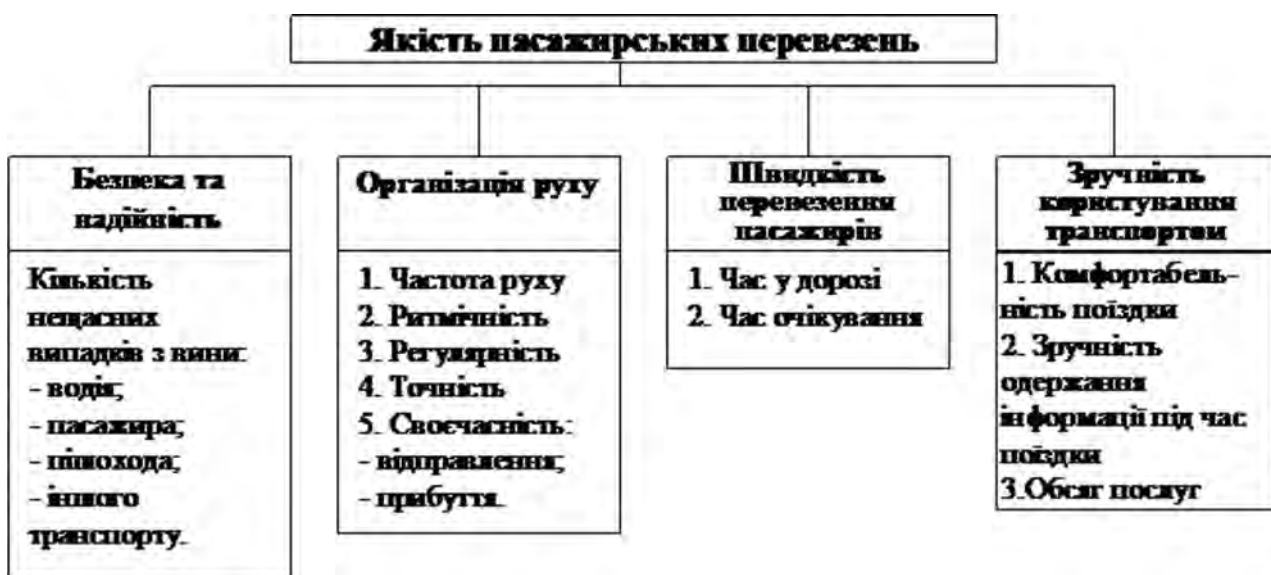 Якість пасажирських перевезень
Безпека та
надійність
Кількість
нещасних
випадків з вини:
- водія;
- пасажира;
- пішохода;
- іншого
транспорту.
Організація руху
1. Частота руху
2. Ритмічність
3. Регулярність
4. Точність
5. Своєчасність:
- відправлення;
- прибуття.
Швидкість
перевезення
пасажирів
1. Час у дорозі
2. Час очікування
Зручність
користування
транспортом
1. Комфортабель-
ність поїздки
2. Зручність
одержання
інформації під час
поїздки
3.Обсяг послуг